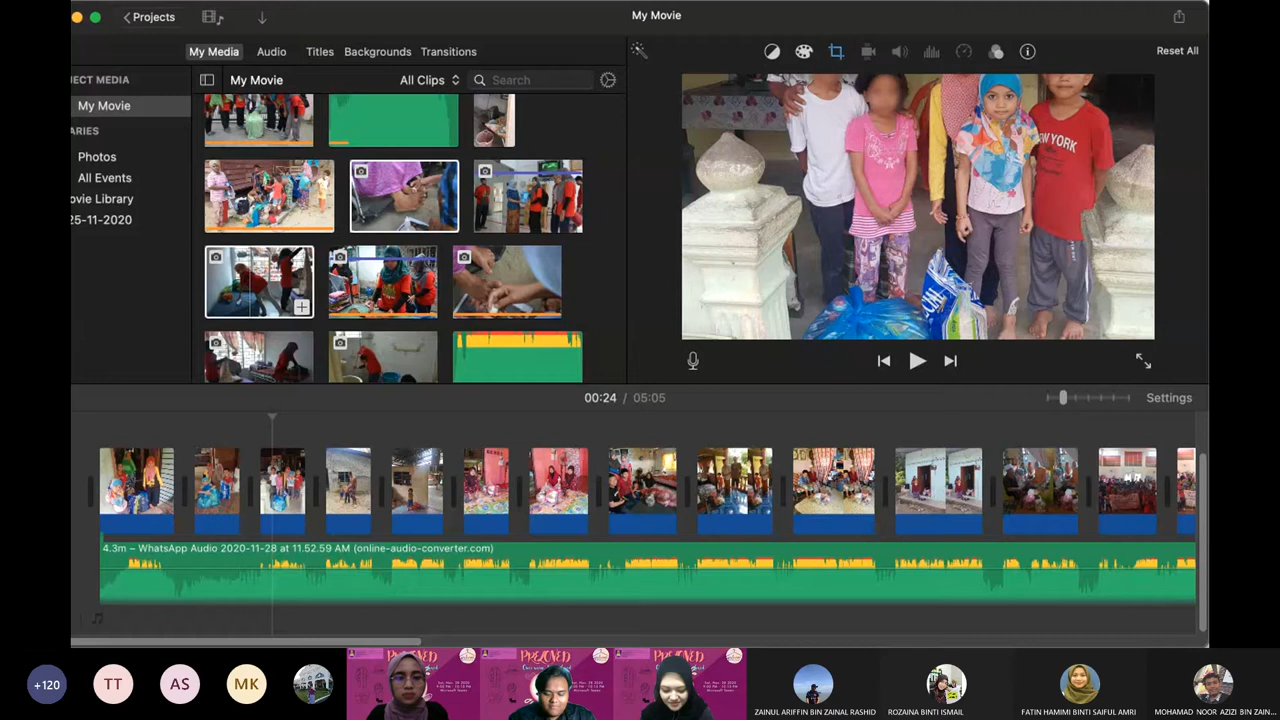 Projects
My Movie
My Media
Audio
Titles
Backgrounds
Transitions
Reset All
ECT MEDIA
My Movie
All Clips
Search
My Movie
ARIES
Photos
All Events
ovie Library
25-11-2020
NEW YORK
00:24 / 05:05
Settings
4.3m – WhatsApp Audio 2020-11-28 at 11.52.59 AM (online-audio-converter.com)
+120
TT
AS
MK
ZAINUL ARIFFIN BIN ZAINAL RASHID
ROZAINA BINTI ISMAIL
FATIN HAMIMI BINTI SAIFUL AMRI
MOHAMAD NOOR AZIZI BIN ZAIN...